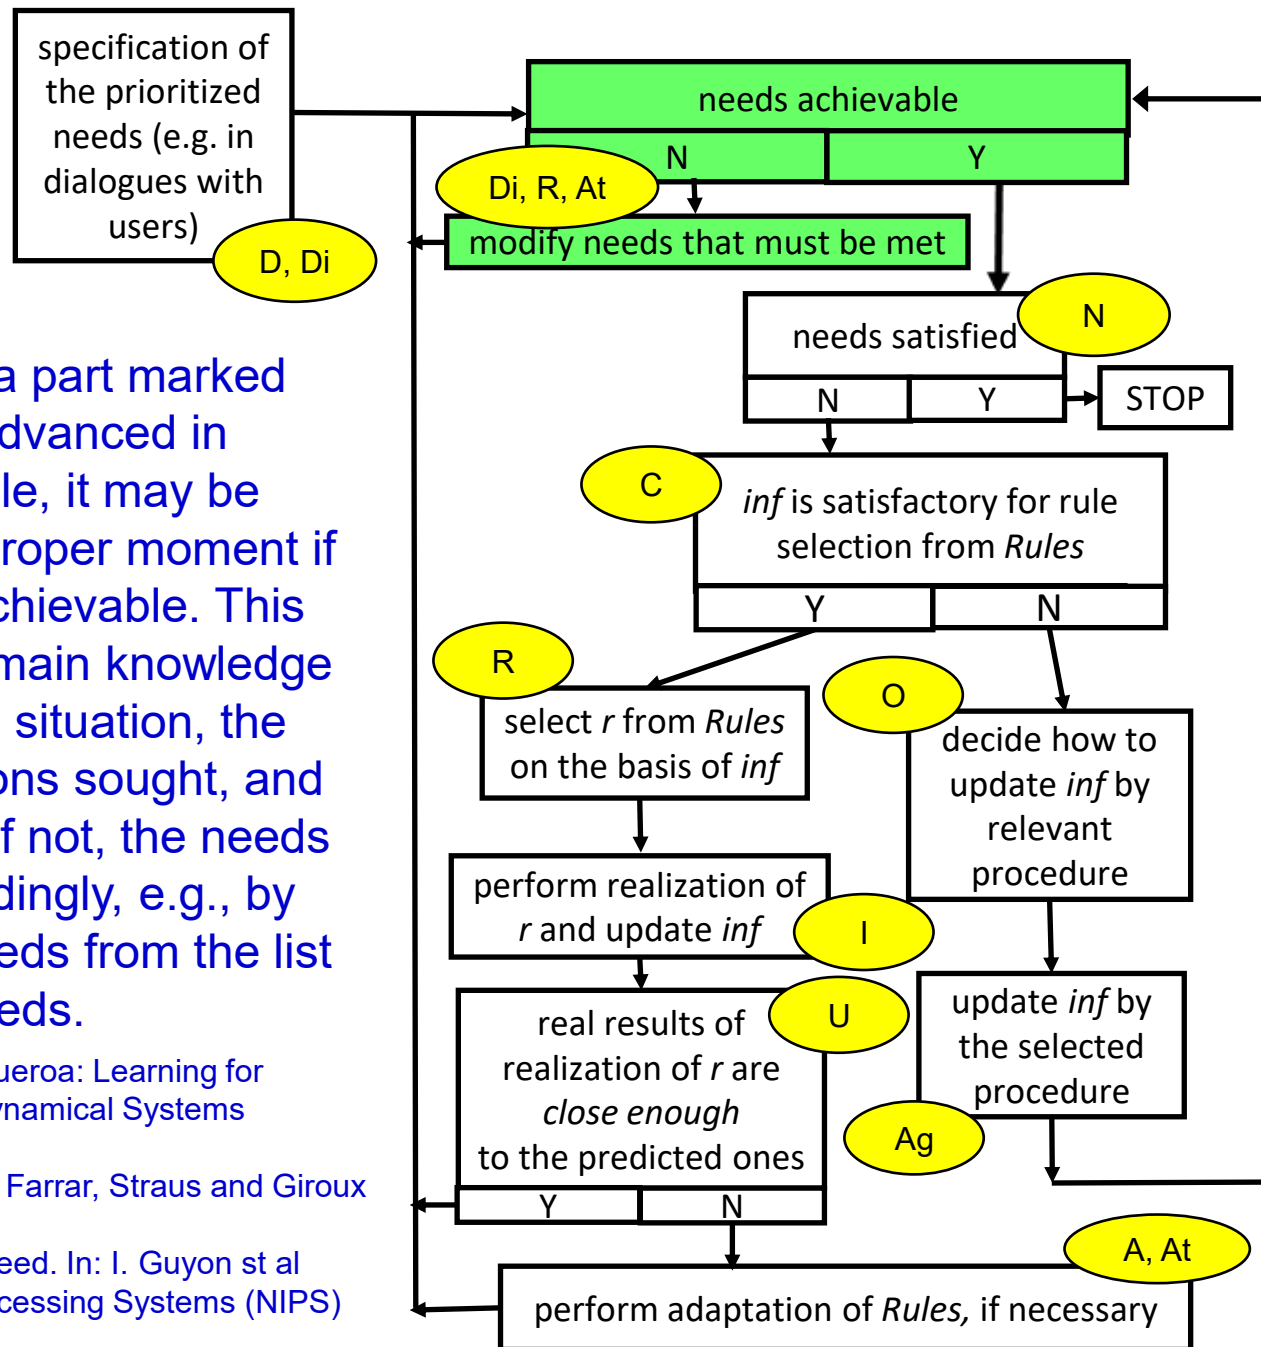 specification of
the prioritized
needs (e.g. in
dialogues with
users)
D, Di
needs achievable
N
Y
Di, R, At
modify needs that must be met
needs satisfied
N
N
Y
STOP
C
inf is satisfactory for rule
selection from Rules
Y
N
R
select r from Rules
on the basis of inf
O
decide how to
update inf by
relevant
procedure
perform realization of
r and update inf
I
U
real results of
realization of r are
close enough
to the predicted ones
Y
N
update inf by
the selected
procedure
Ag
A, At
perform adaptation of Rules, if necessary
a part marked
advanced in
le, it may be
roper moment if
chievable. This
main knowledge
situation, the
ons sought, and
f not, the needs
dingly, e.g., by
eeds from the list
eeds.
ueroa: Learning for
ynamical Systems
Farrar, Straus and Giroux
eed. In: I. Guyon st al
cessing Systems (NIPS)